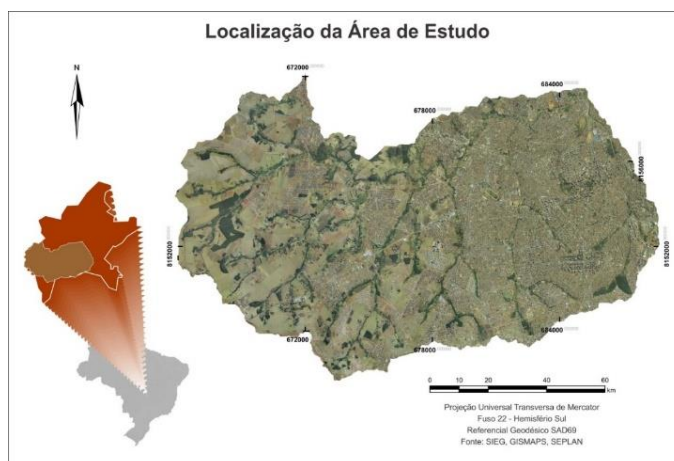 Localização da Área de Estudo
N
672000
684000
678000
8156000
8152000
8152000
672000
678000
684000
0 10 20 40 60
km
Projeção Universal Transversa de Mercator
Fuso 22 - Hemisfério Sul
Referencial Geodésico SAD69
Fonte: SIEG, GISMAPS, SEPLAN